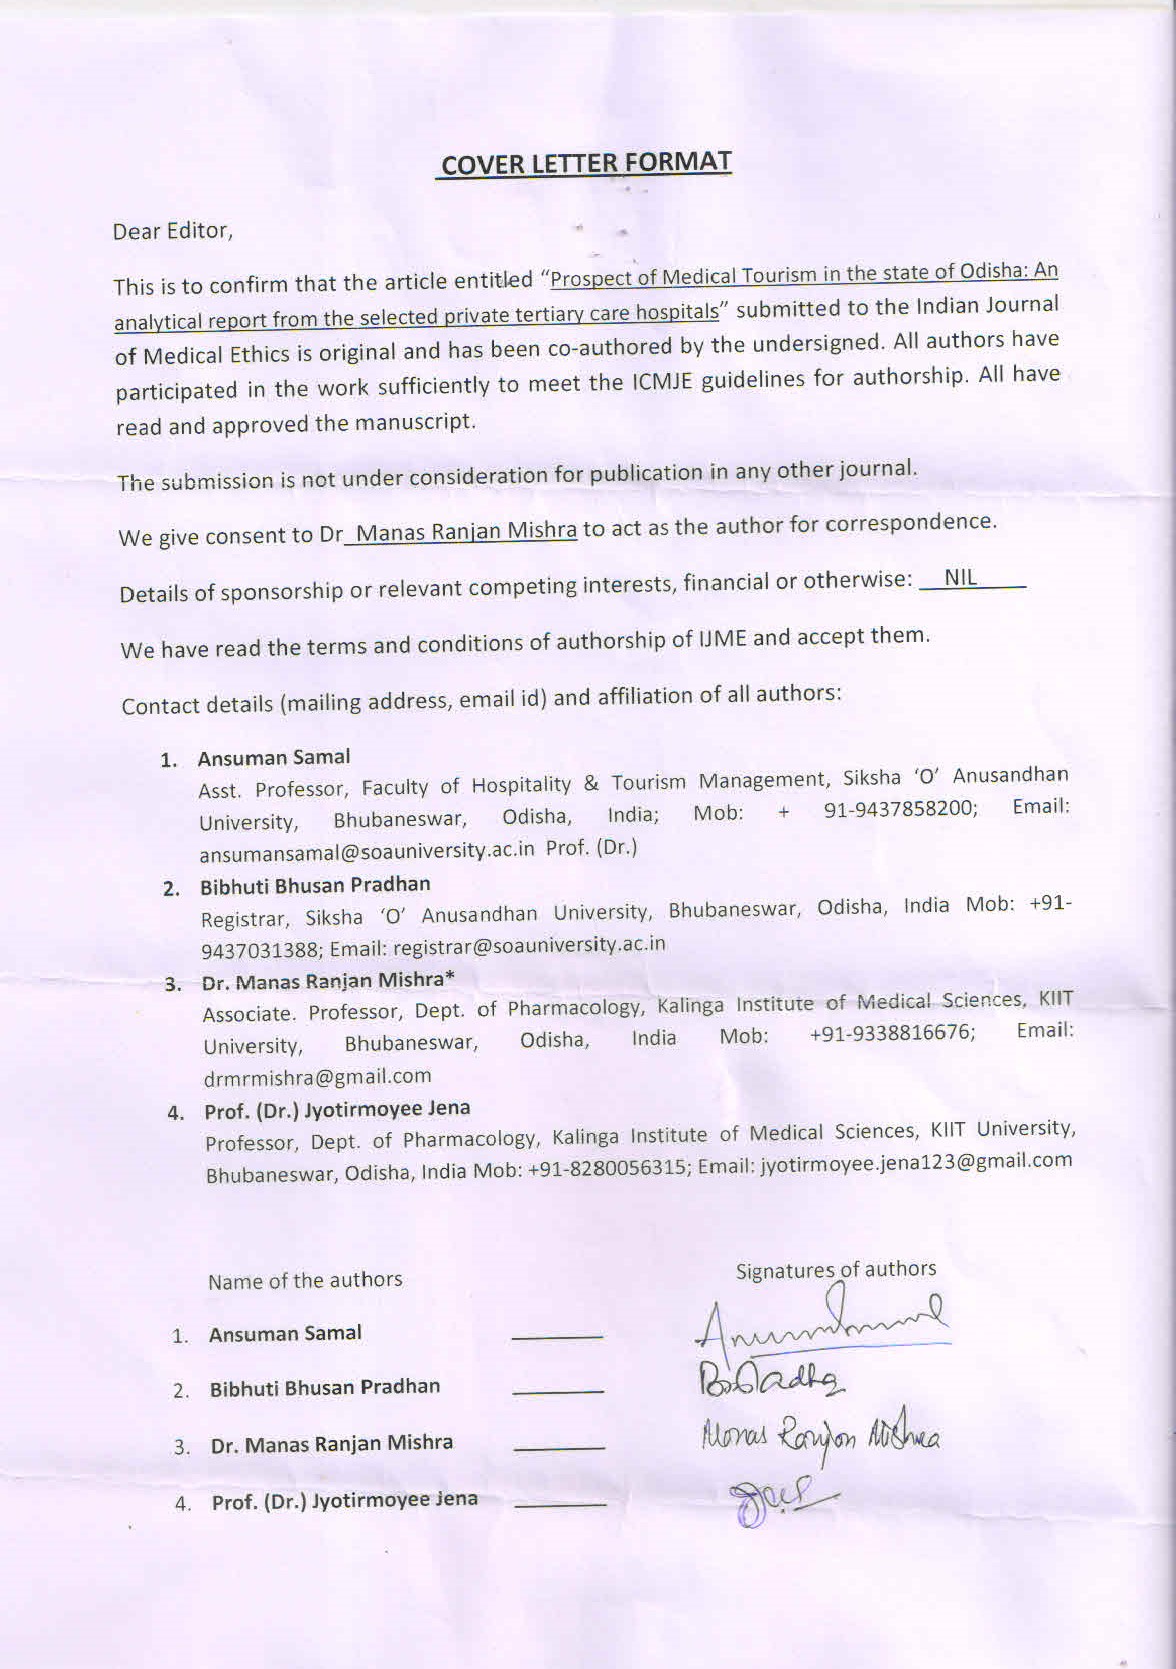 COVER LETTER FORMAT
Dear Editor,
This is to confirm that the article entitled “Prospect of Medical Tourism in the state of Odisha: An
analytical report from the selected private tertiary care hospitals” submitted to the Indian Journal
of Medical Ethics is original and has been co-authored by the undersigned. All authors have
participated in the work sufficiently to meet the ICMJE guidelines for authorship. All have
read and approved the manuscript.
The submission is not under consideration for publication in any other journal.
We give consent to Dr Manas Ranjan Mishra to act as the author for correspondence.
Details of sponsorship or relevant competing interests, financial or otherwise: NIL
We have read the terms and conditions of authorship of IJME and accept them.
Contact details (mailing address, email id) and affiliation of all authors:
1. Ansuman Samal
Asst. Professor, Faculty of Hospitality & Tourism Management, Siksha ‘O’ Anusandhan
University, Bhubaneswar, Odisha, India; Mob: + 91-9437858200; Email:
ansumansamal@soauniversity.ac.in Prof. (Dr.)
2. Bibhuti Bhusan Pradhan
Registrar, Siksha ‘O’ Anusandhan University, Bhubaneswar, Odisha, India Mob: +91-
9437031388; Email: registrar@soauniversity.ac.in
3. Dr. Manas Ranjan Mishra*
Associate. Professor, Dept. of Pharmacology, Kalinga Institute of Medical Sciences, KIIT
University, Bhubaneswar, Odisha, India Mob: +91-9338816676; Email:
drmrmishra@gmail.com
4. Prof. (Dr.) Jyotirmoyee Jena
Professor, Dept. of Pharmacology, Kalinga Institute of Medical Sciences, KIIT University,
Bhubaneswar, Odisha, India Mob: +91-8280056315; Email: jyotirmoyee.jena123@gmail.com
Name of the authors Signatures of authors
1. Ansuman Samal
2. Bibhuti Bhusan Pradhan
3. Dr. Manas Ranjan Mishra Manas Ranjan Mishra
4. Prof. (Dr.) Jyotirmoyee Jena